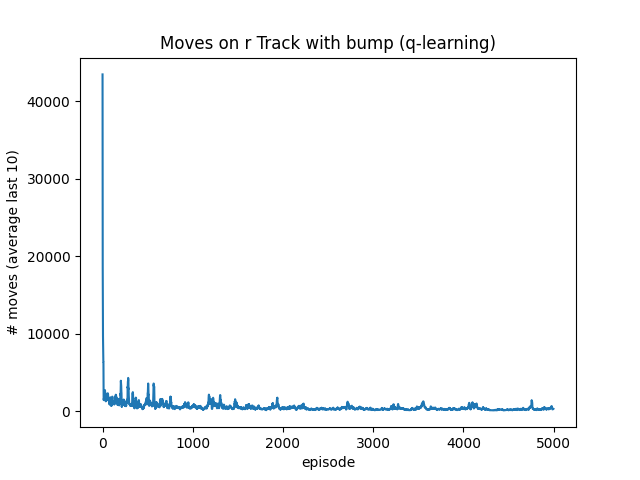 Moves on r Track with bump (q-learning)
# moves (average last 10)
40000
30000
20000
10000
0
0 1000 2000 3000 4000 5000
episode